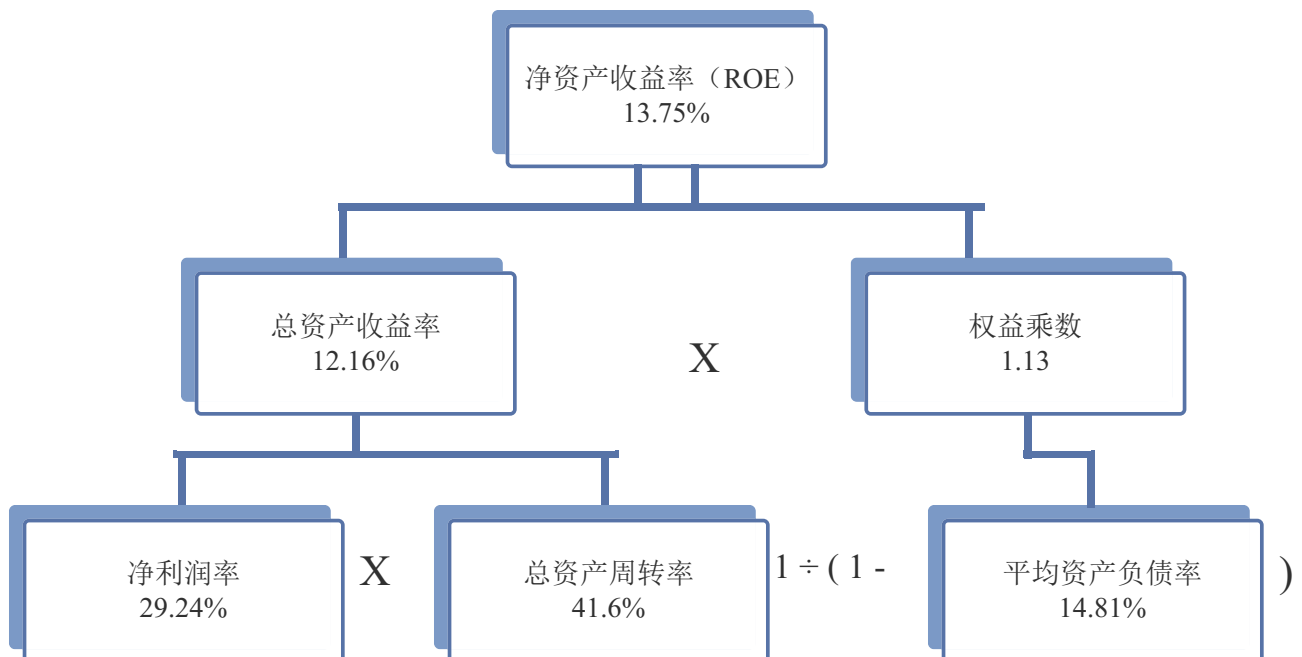 净资产收益率（ROE）
13.75%
总资产收益率
12.16%
X
权益乘数
1.13
净利润率
29.24%
X
总资产周转率
41.6%
1 ÷ ( 1 -
平均资产负债率
14.81%
)